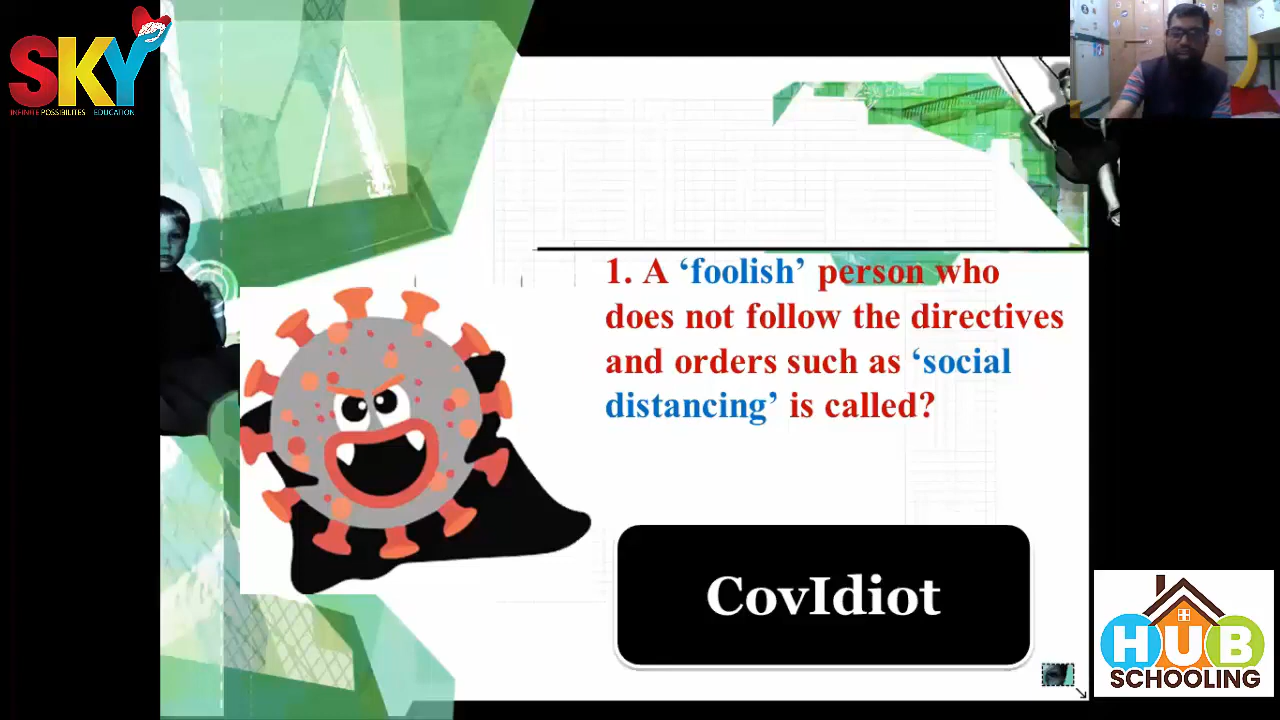 SKY
INFINITE POSSIBILITES EDUCATION
1. A ‘foolish’ person who
does not follow the directives
and orders such as ‘social
distancing’ is called?
CovIdiot
HUB
SCHOOLING